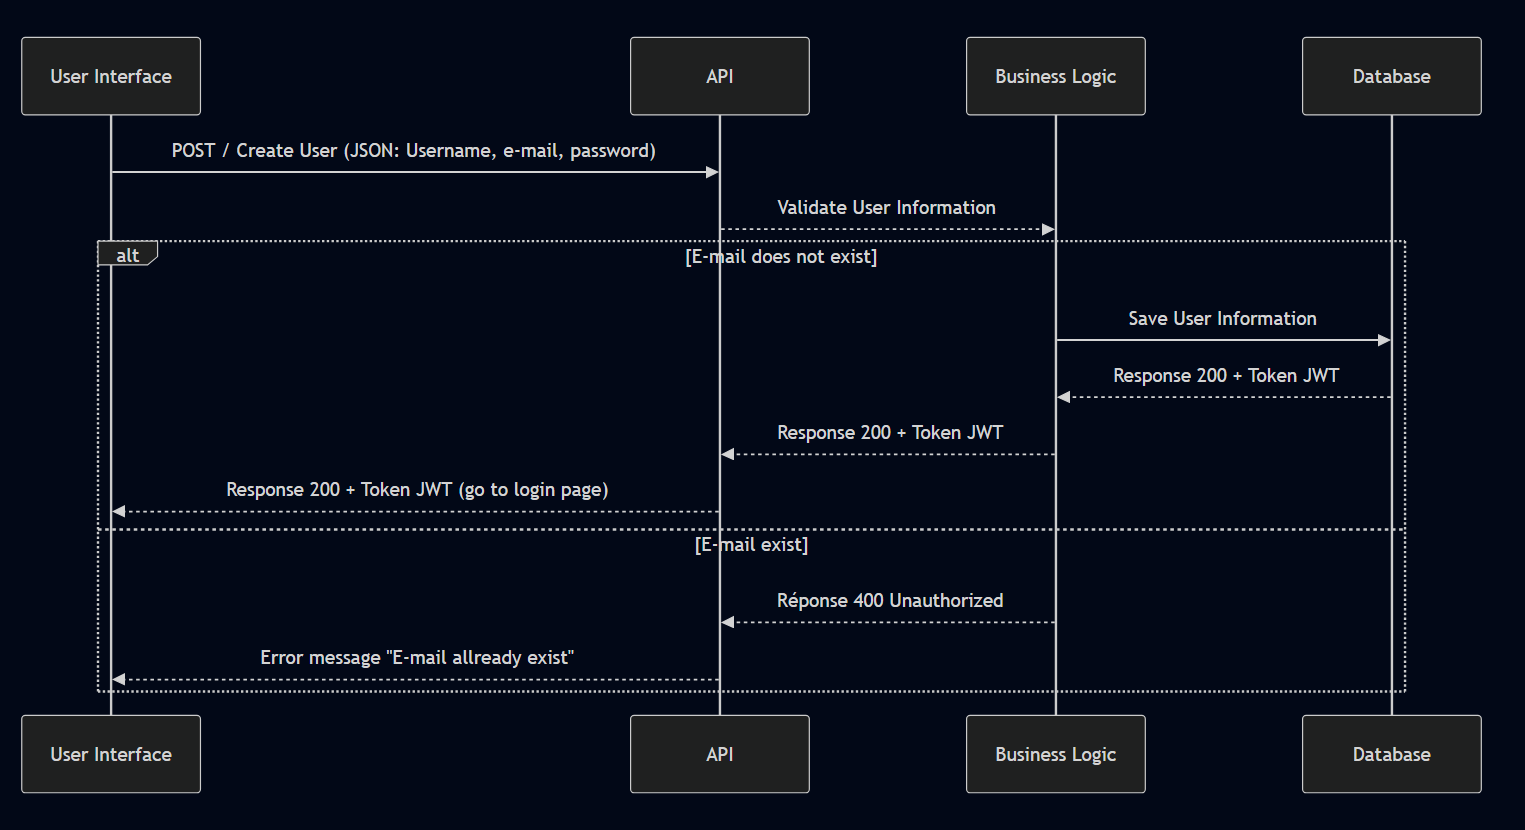 User Interface
API
Business Logic
Database
POST / Create User (JSON: Username, e-mail, password)
Validate User Information
alt
[E-mail does not exist]
Save User Information
Response 200 + Token JWT
Response 200 + Token JWT
Response 200 + Token JWT (go to login page)
[E-mail exist]
Réponse 400 Unauthorized
Error message "E-mail allready exist"
User Interface
API
Business Logic
Database